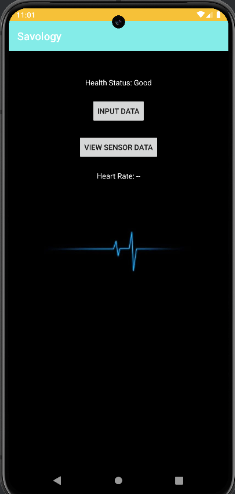 11:01
Savology
Health Status: Good
INPUT DATA
VIEW SENSOR DATA
Heart Rate: --